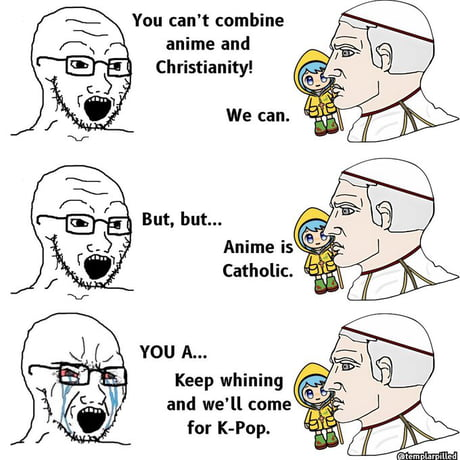 You can't combine
anime and
Christianity!
We can.
But, but...
Anime is
Catholic.
YOU A...
Keep whining
and we'll come
for K-Pop.
@templarpilled